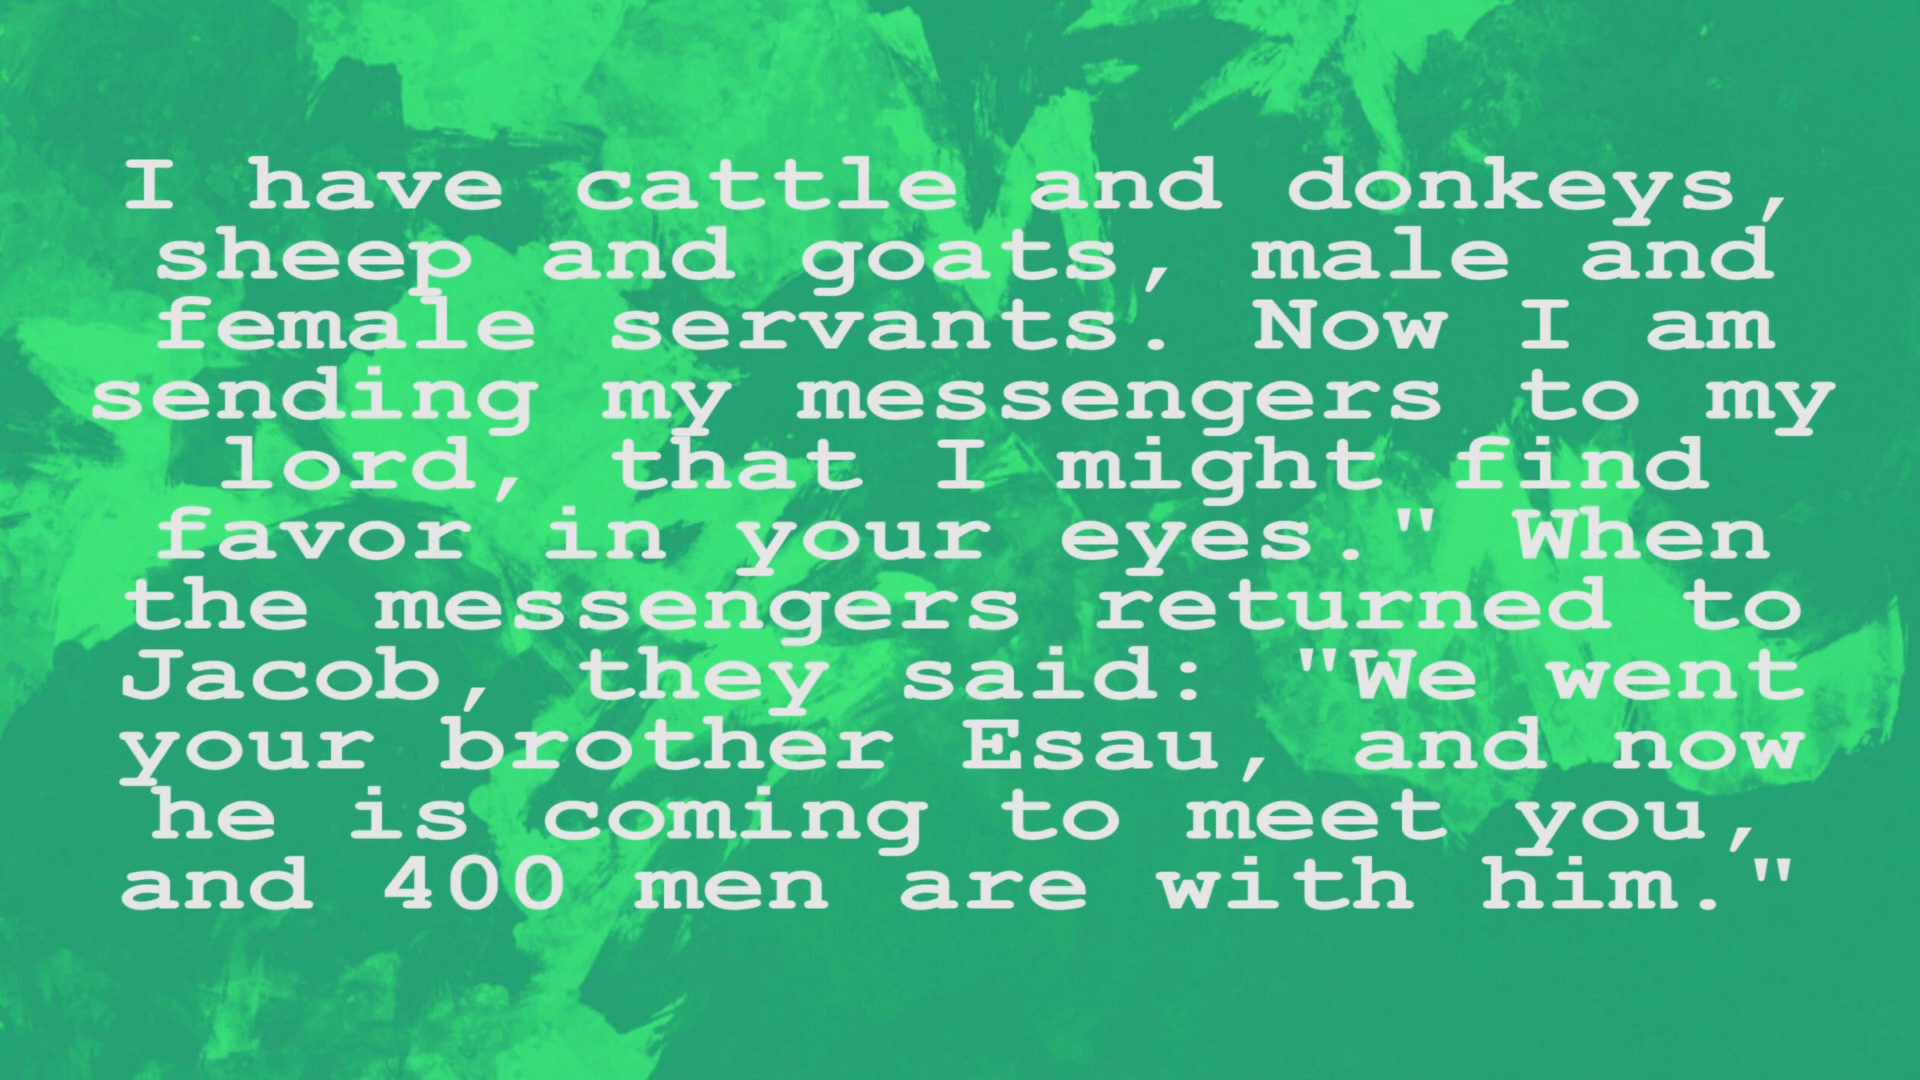 I have cattle and donkeys,
sheep and goats, male and
female servants. Now I am
sending my messengers to my
lord, that I might find
favor in your eyes." When
the messengers returned to
Jacob, they said: "We went
your brother Esau, and now
he is coming to meet you,
and 400 men are with him."